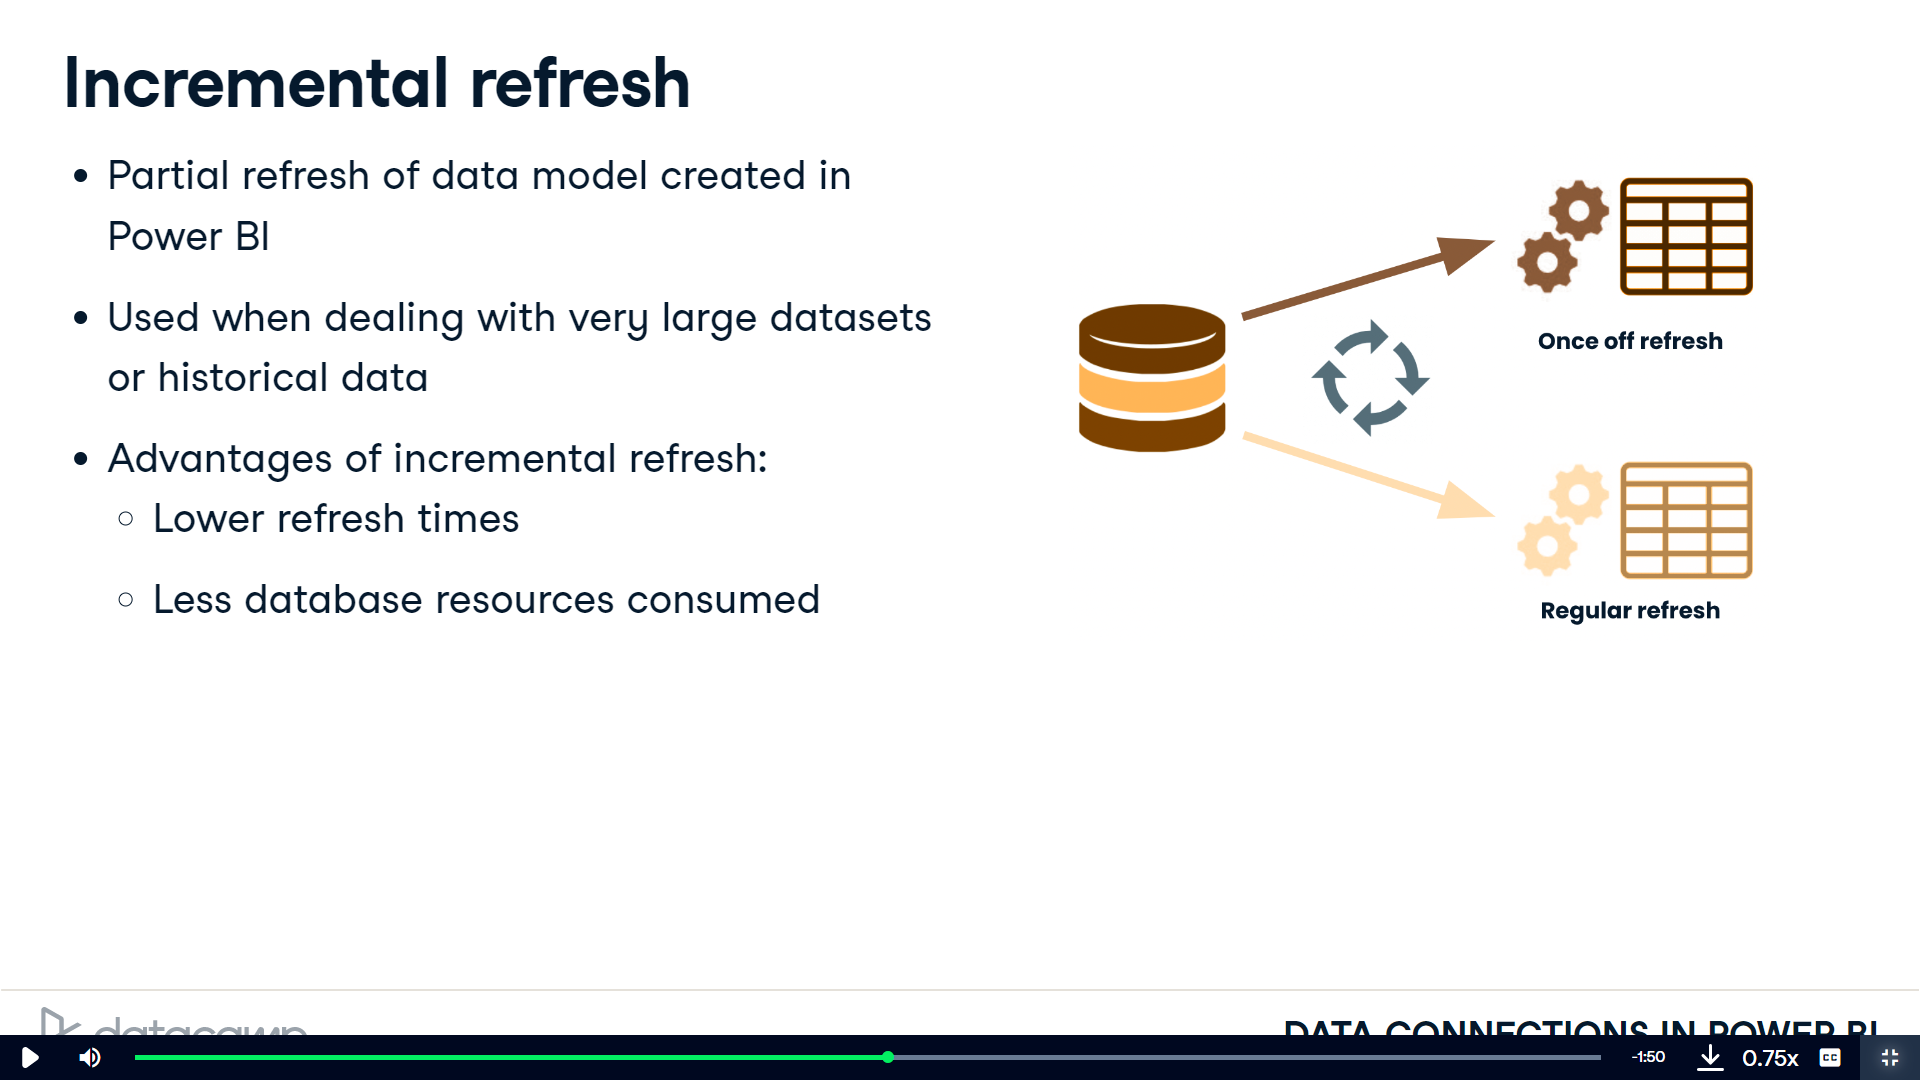 Incremental refresh
Partial refresh of data model created in
Power BI
Used when dealing with very large datasets
or historical data
Advantages of incremental refresh:
Lower refresh times
Less database resources consumed
Once off refresh
Regular refresh
datacamp
DATA CONNECTIONS IN POWER BI
-1:50
0.75x
CC